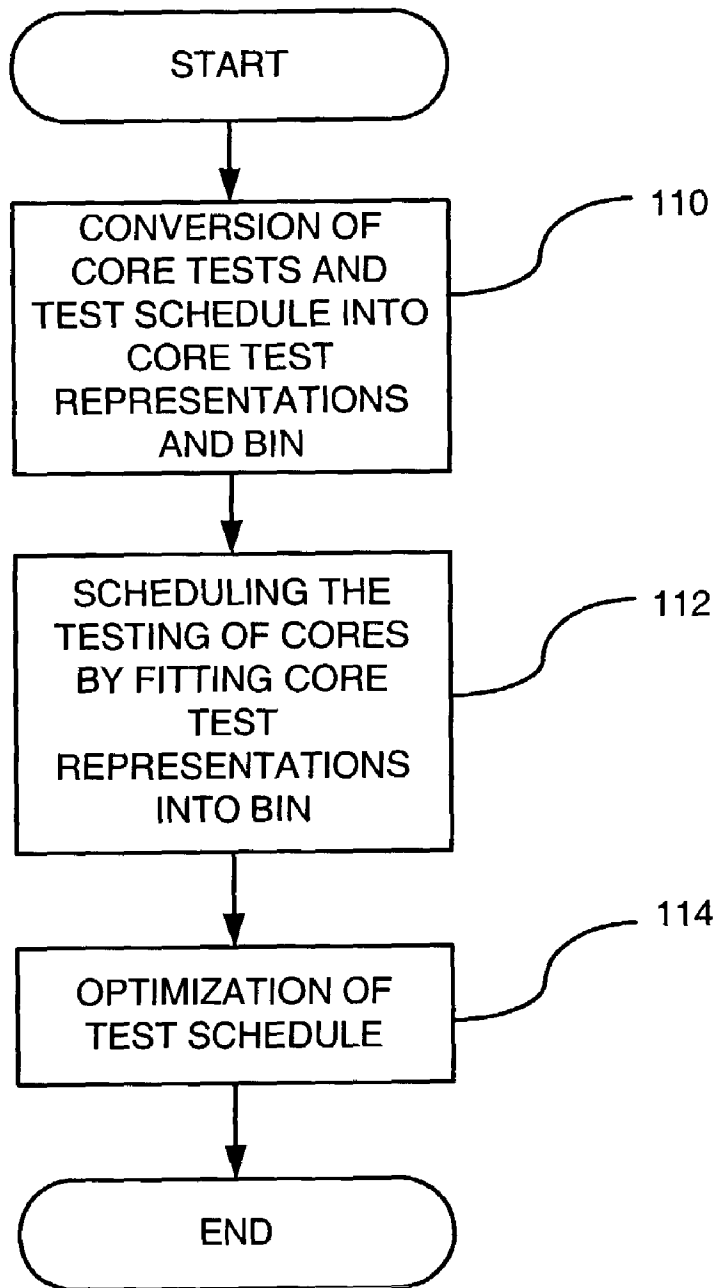 START
CONVERSION OF
CORE TESTS AND
TEST SCHEDULE INTO
CORE TEST
REPRESENTATIONS
AND BIN
110
SCHEDULING THE
TESTING OF CORES
BY FITTING CORE
TEST
REPRESENTATIONS
INTO BIN
112
OPTIMIZATION OF
TEST SCHEDULE
114
END